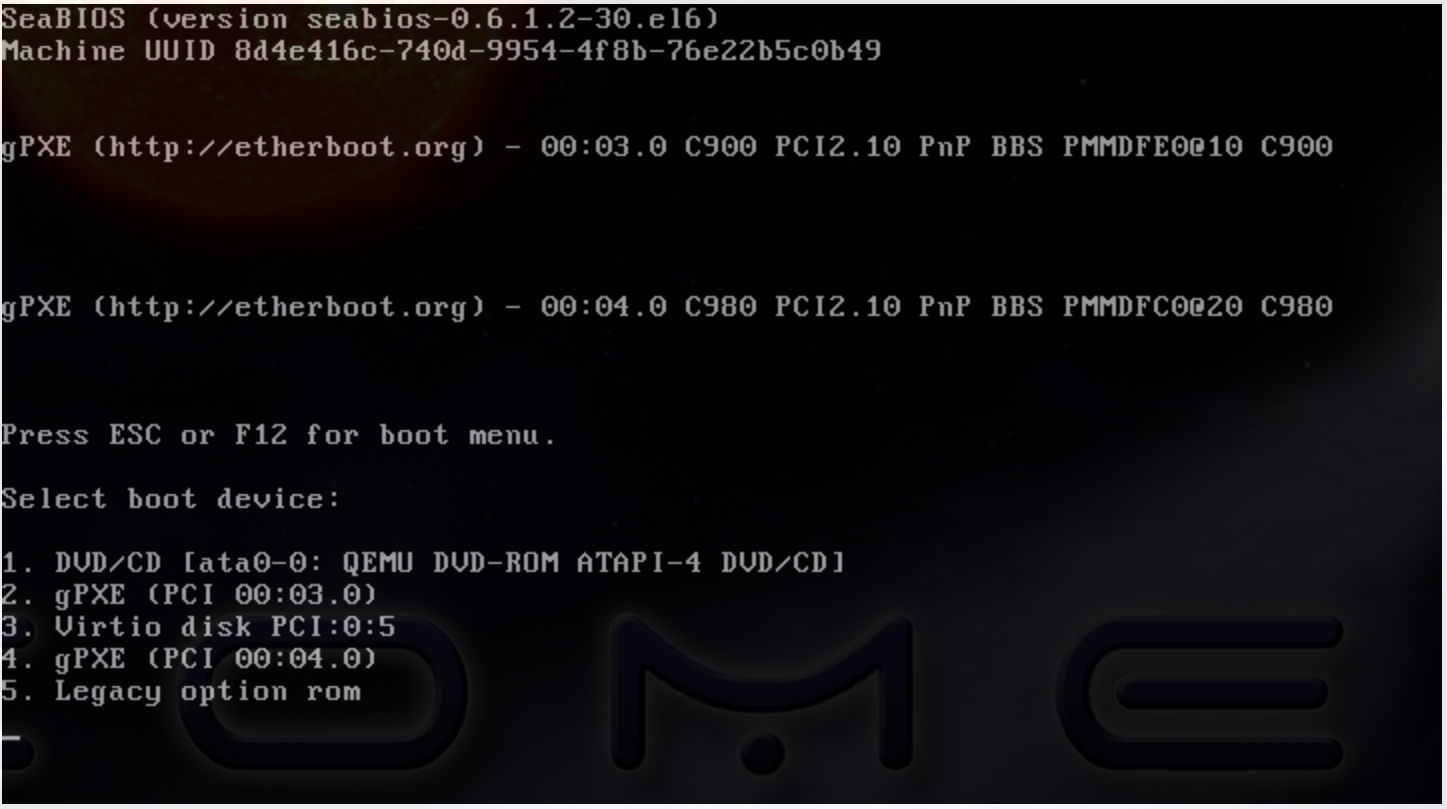 SeaBIOS (version seabios-0.6.1.2-30.el6)
Machine UUID 8d4e416c-740d-9954-4f8b-76e22b5c0b49
gPXE (http://etherboot.org) - 00:03.0 C900 PCI2.10 PnP BBS PMMDFE0@10 C900
gPXE (http://etherboot.org) - 00:04.0 C980 PCI2.10 PnP BBS PMMDFC0@20 C980
Press ESC or F12 for boot menu.
Select boot device:
1. DVD/CD [ata0-0: QEMU DVD-ROM ATAPI-4 DVD/CD]
2. gPXE (PCI 00:03.0)
3. Virtio disk PCI:0:5
4. gPXE (PCI 00:04.0)
5. Legacy option rom
OME